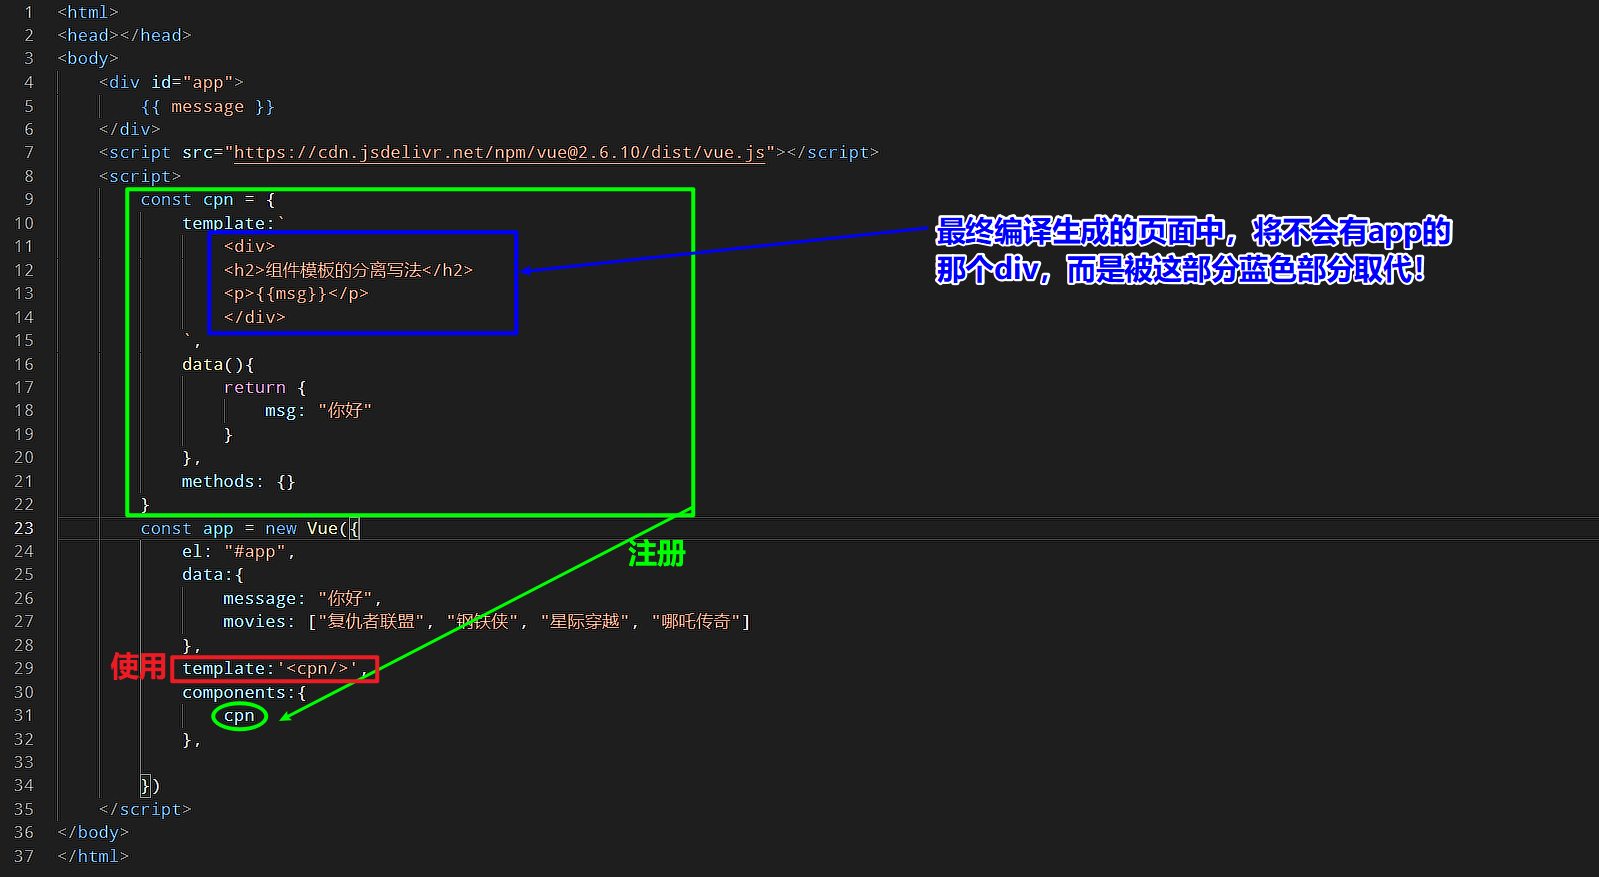 1 <html>
2 <head></head>
3 <body>
4 <div id="app">
5 {{ message }}
6 </div>
7 <script src="https://cdn.jsdelivr.net/npm/vue@2.6.10/dist/vue.js"></script>
8 <script>
9 const cpn = {
10 template:`
11 <div>
12 <h2>组件模板的分离写法</h2>
13 <p>{{msg}}</p>
14 </div>
15 `,
16 data(){
17 return {
18 msg: "你好"
19 }
20 },
21 methods: {}
22 }
23 const app = new Vue({
24 el: "#app",
25 data:{
26 message: "你好",
27 movies: ["复仇者联盟", "钢铁侠", "星际穿越", "哪吒传奇"]
28 },
29 template:'<cpn/>',
30 components:{
31 cpn
32 },
33
34 })
35 </script>
36 </body>
37 </html>
最终编译生成的页面中，将不会有app的
那个div，而是被这部分蓝色部分取代！
注册
使用